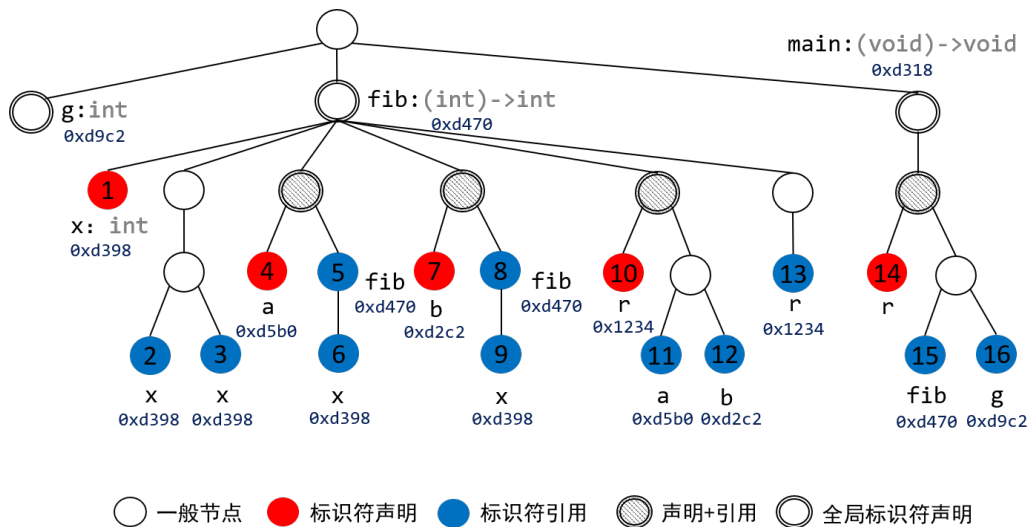 main:(void)->void
0xd318
g:int
0xd9c2
fib:(int)->int
0xd470
1
x: int
0xd398
4
a
0xd5b0
5
fib
0xd470
7
b
0xd2c2
8
fib
0xd470
10
r
0x1234
13
r
0x1234
14
r
2
x
0xd398
3
x
0xd398
6
x
0xd398
9
x
0xd398
11
a
0xd5b0
12
b
0xd2c2
15
fib
0xd470
16
g
0xd9c2
一般节点
标识符声明
标识符引用
声明+引用
全局标识符声明